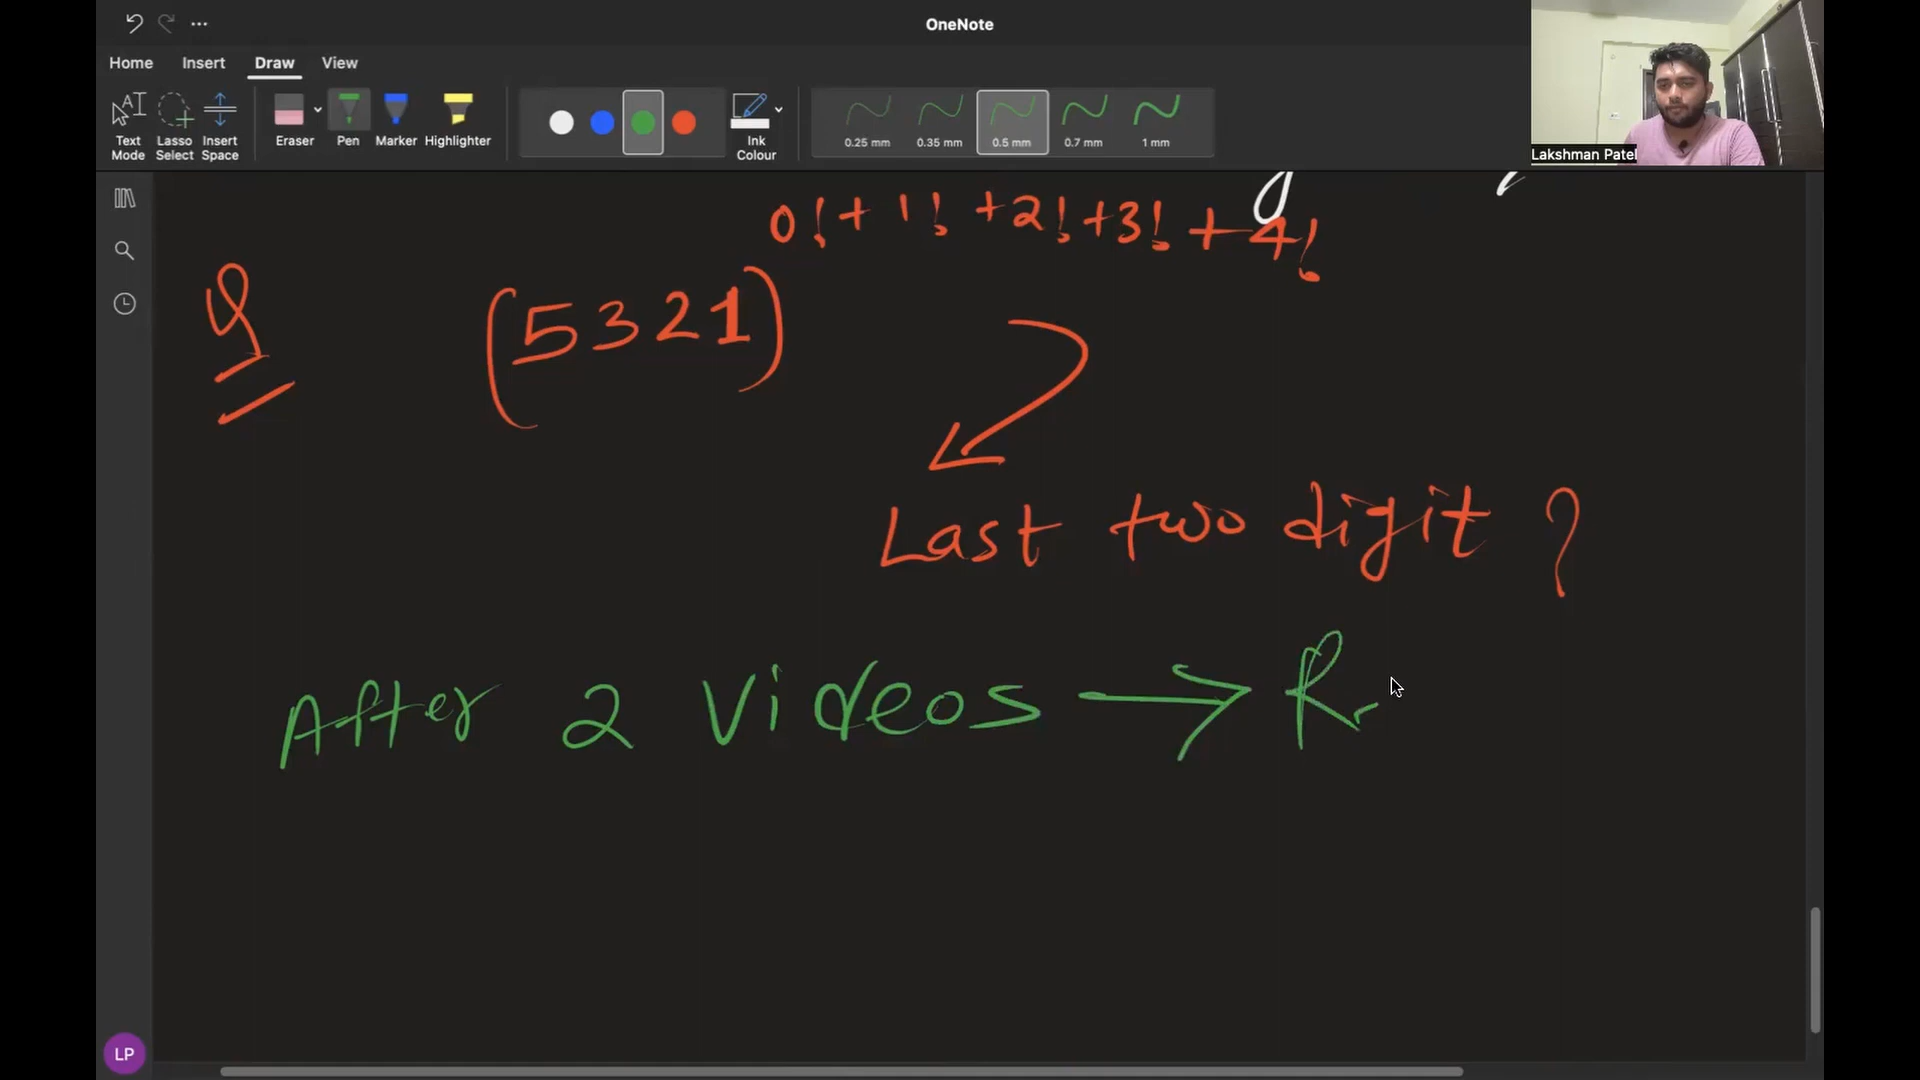 OneNote
Home Insert Draw View
Text Mode
Lasso Select
Insert Space
Eraser
Pen
Marker
Highlighter
Ink Colour
0.25 mm
0.35 mm
0.5 mm
0.7 mm
1 mm
Lakshman Patel
0! + 1! + 2! + 3! + 4!
Q (5321)
Last two digit ?
After 2 Videos → R
LP